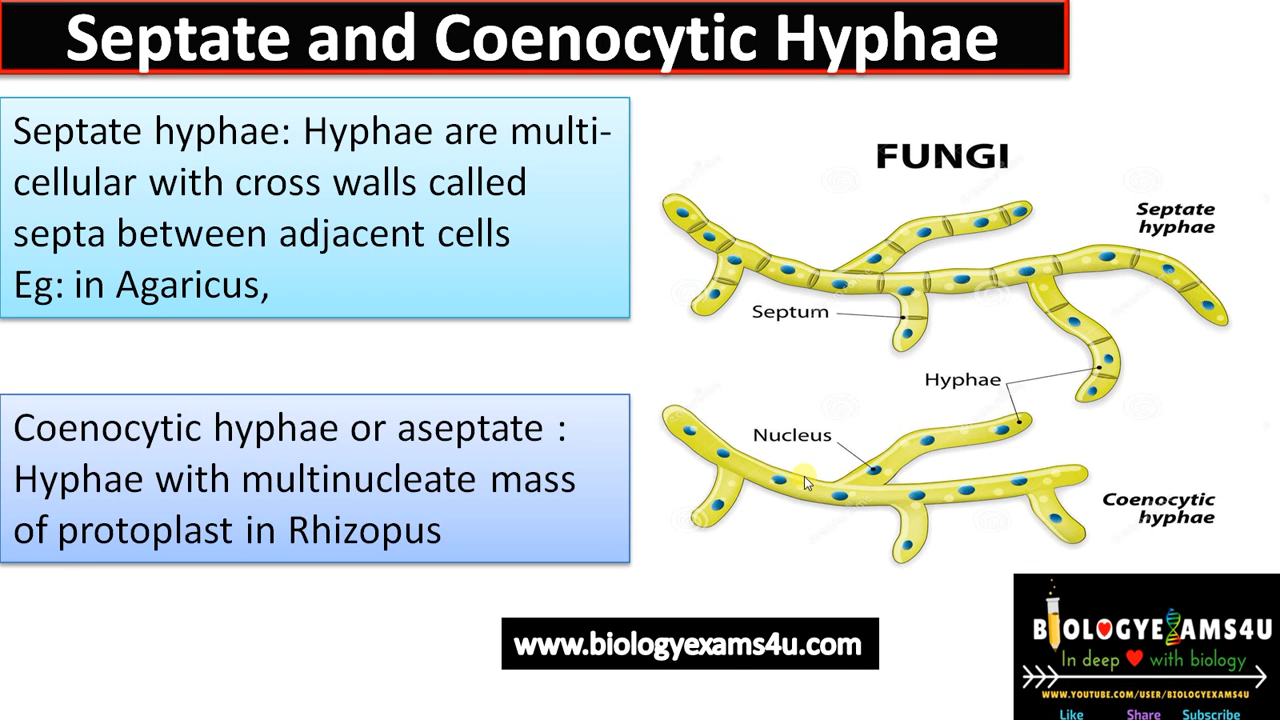 Septate and Coenocytic Hyphae
Septate hyphae: Hyphae are multi-
cellular with cross walls called
septa between adjacent cells
Eg: in Agaricus,
Coenocytic hyphae or aseptate :
Hyphae with multinucleate mass
of protoplast in Rhizopus
FUNGI
Septate
hyphae
Septum
Hyphae
Nucleus
Coenocytic
hyphae
www.biologyexams4u.com
BIOLOGYEXAMS4U
In deep ❤ with biology
WWW.YOUTUBE.COM/USER/BIOLOGYEXAMS4U
Like Share Subscribe